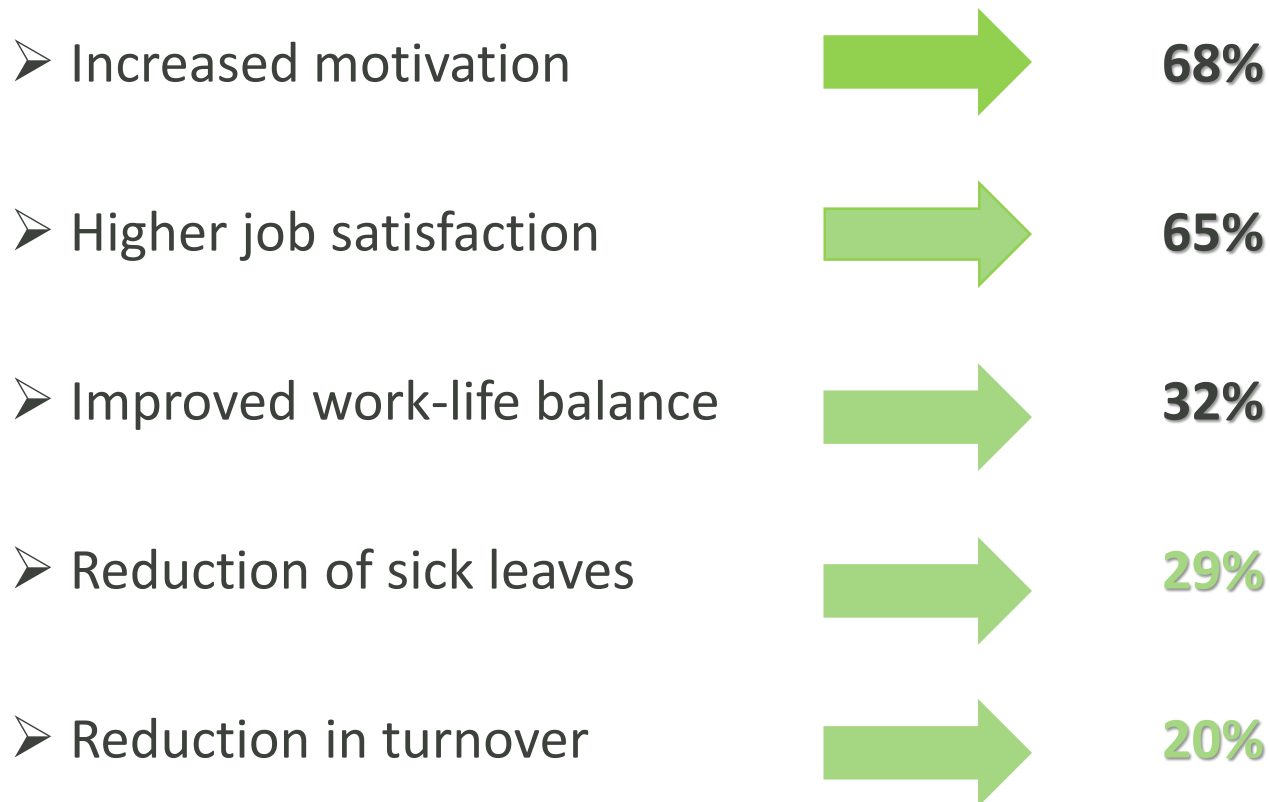 ➢ Increased motivation 68%
➢ Higher job satisfaction 65%
➢ Improved work-life balance 32%
➢ Reduction of sick leaves 29%
➢ Reduction in turnover 20%